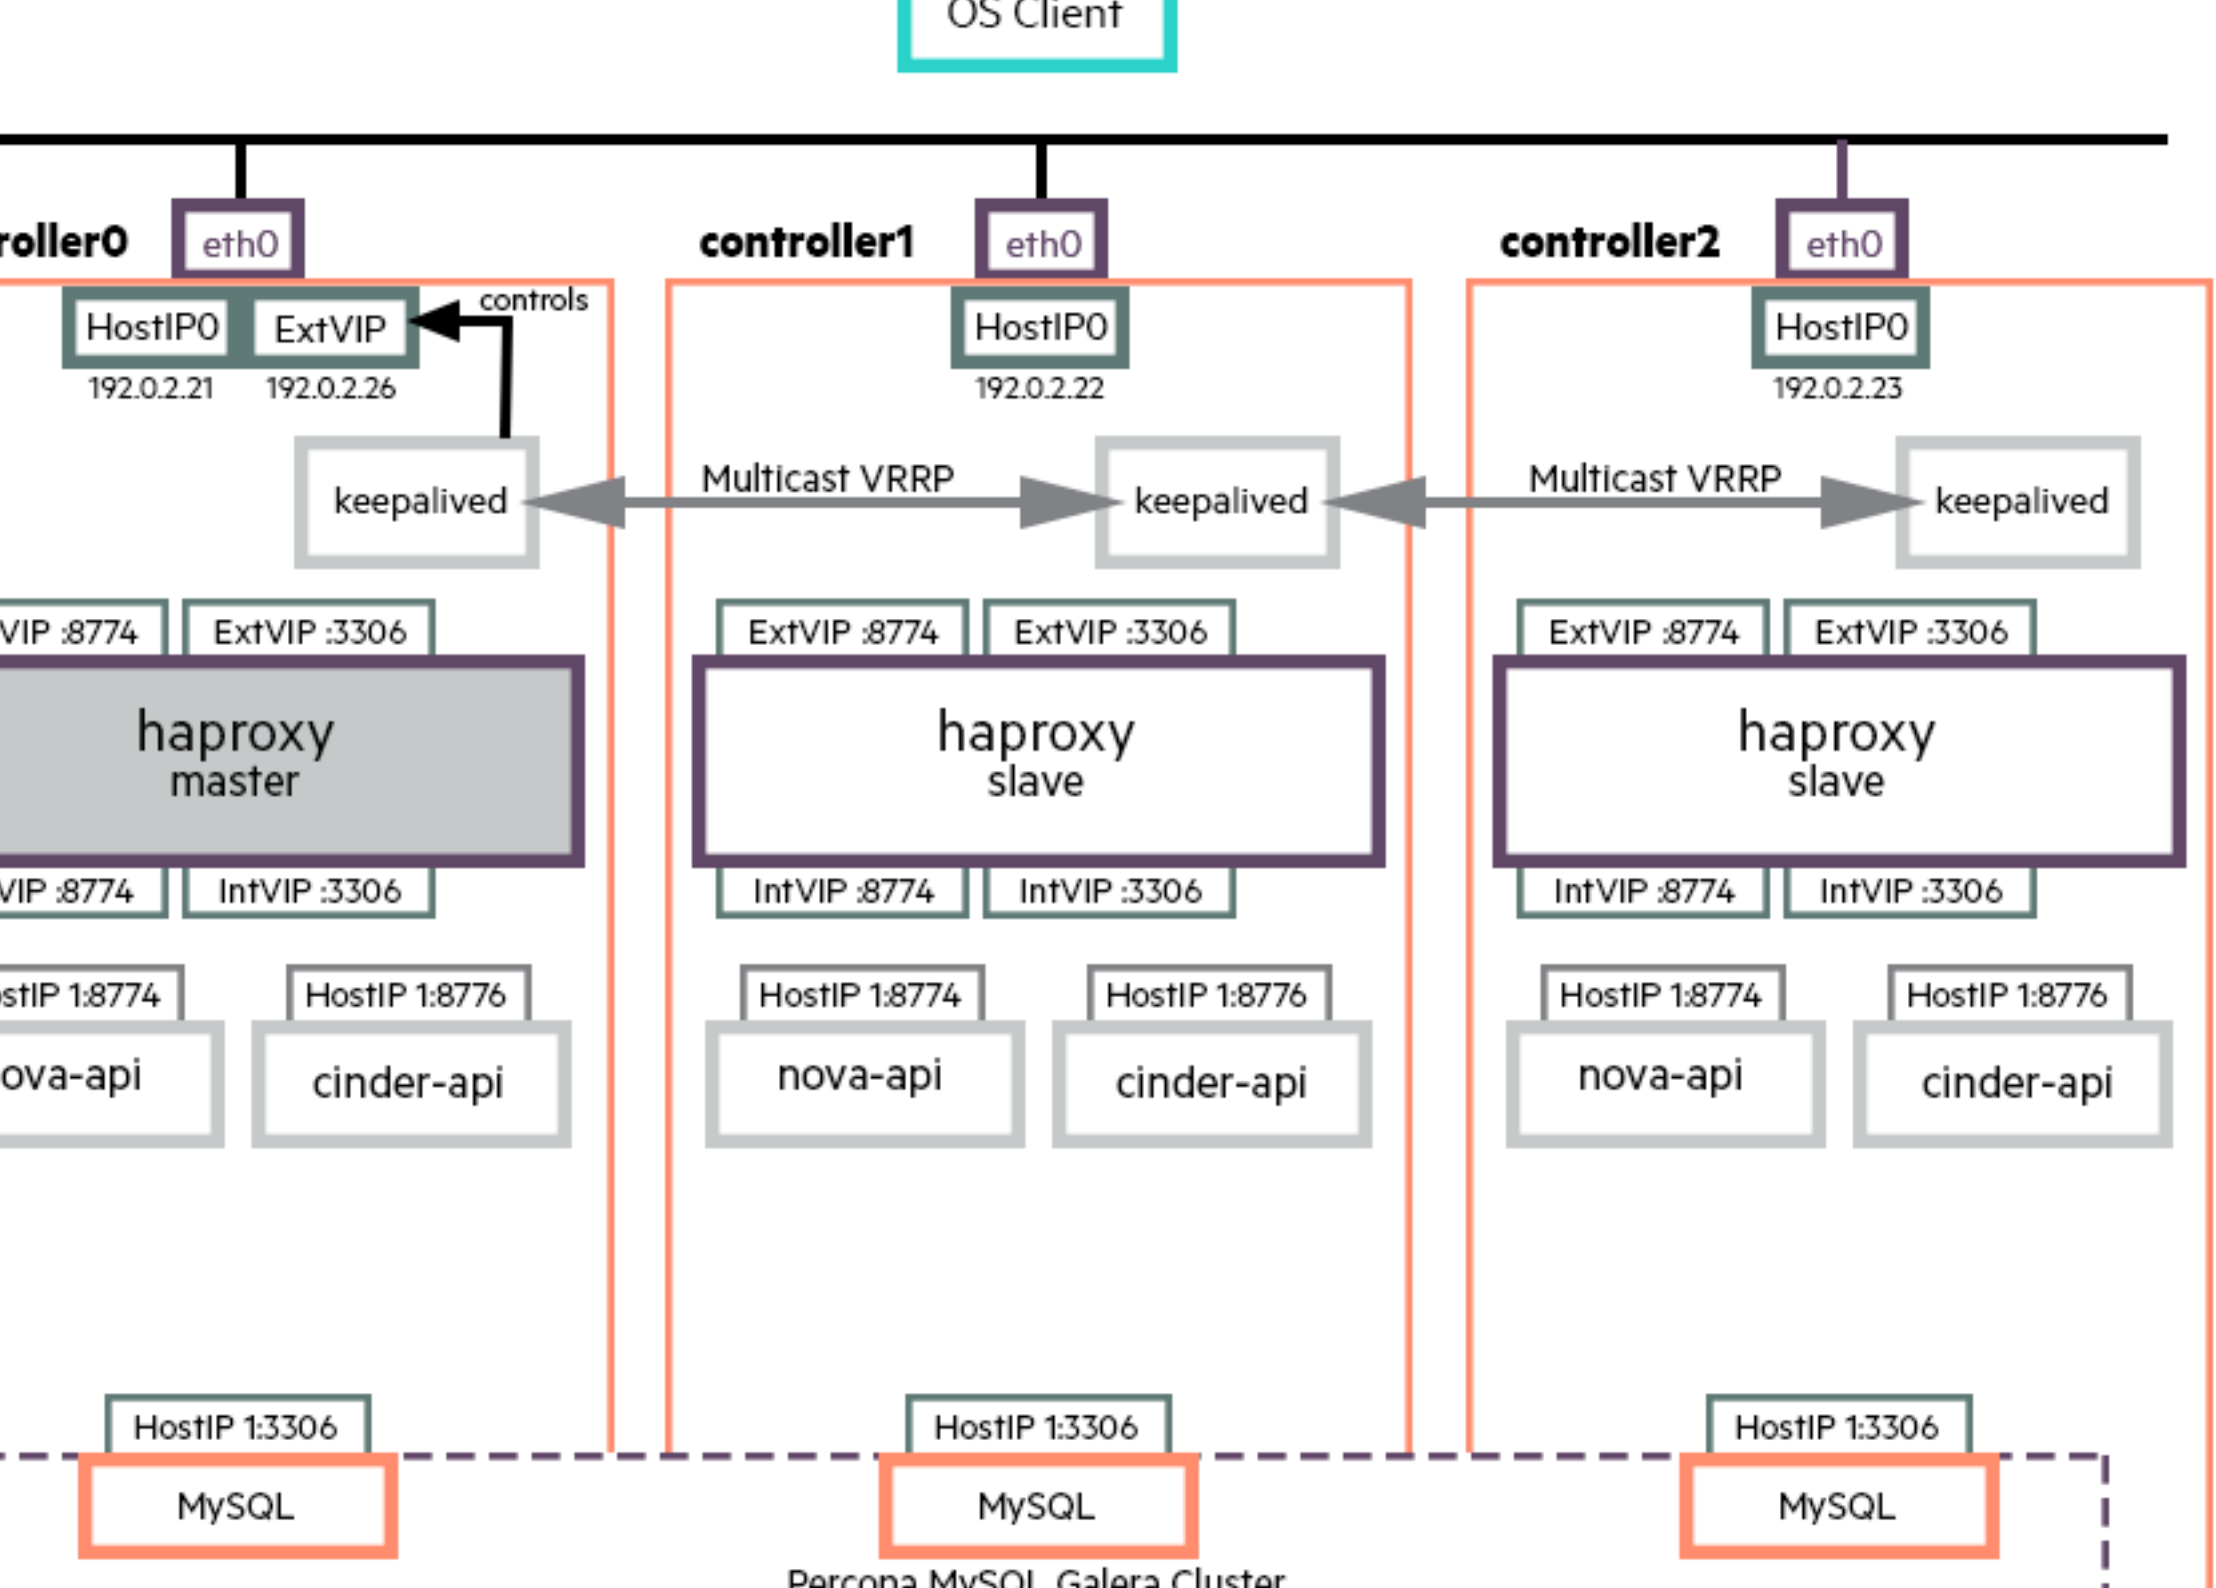 OS Client
roller0
eth0
controller1
eth0
controller2
eth0
HostIP0
ExtVIP
controls
HostIP0
HostIP0
192.0.2.21
192.0.2.26
192.0.2.22
192.0.2.23
keepalived
Multicast VRRP
keepalived
Multicast VRRP
keepalived
VIP :8774
ExtVIP :3306
ExtVIP :8774
ExtVIP :3306
ExtVIP :8774
ExtVIP :3306
haproxy
master
haproxy
slave
haproxy
slave
VIP :8774
IntVIP :3306
IntVIP :8774
IntVIP :3306
IntVIP :8774
IntVIP :3306
ostIP 1:8774
HostIP 1:8776
HostIP 1:8774
HostIP 1:8776
HostIP 1:8774
HostIP 1:8776
ova-api
cinder-api
nova-api
cinder-api
nova-api
cinder-api
HostIP 1:3306
HostIP 1:3306
HostIP 1:3306
MySQL
MySQL
MySQL
Percona MySQL Galera Cluster